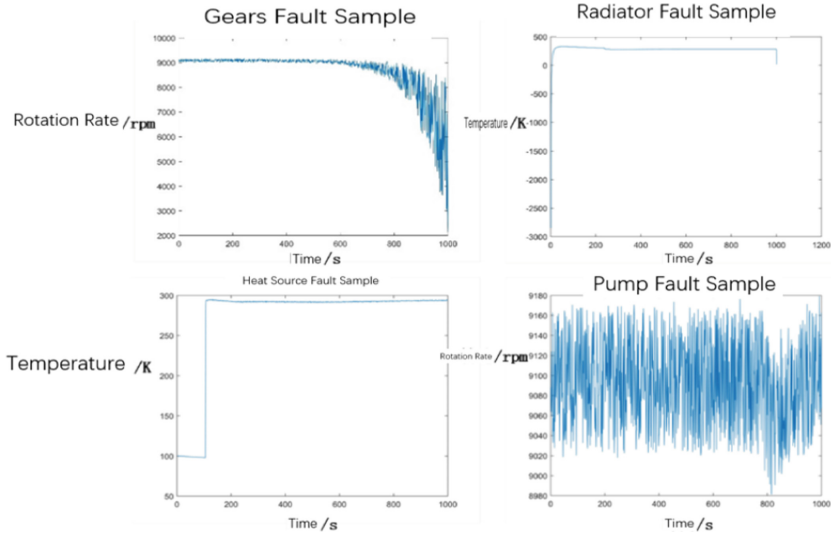 Gears Fault Sample
Rotation Rate /rpm
10000
9000
8000
7000
6000
5000
4000
3000
2000
0 200 400 600 800 1000
Time /s
Radiator Fault Sample
Temperature /K
500
0
-500
-1000
-1500
-2000
-2500
-3000
0 200 400 600 800 1000 1200
Time /s
Heat Source Fault Sample
Temperature /K
300
250
200
150
100
50
0 200 400 600 800 1000
Time /s
Pump Fault Sample
Rotation Rate /rpm
9180
9160
9140
9120
9100
9080
9060
9040
9020
9000
8980
0 200 400 600 800 1000
Time /s